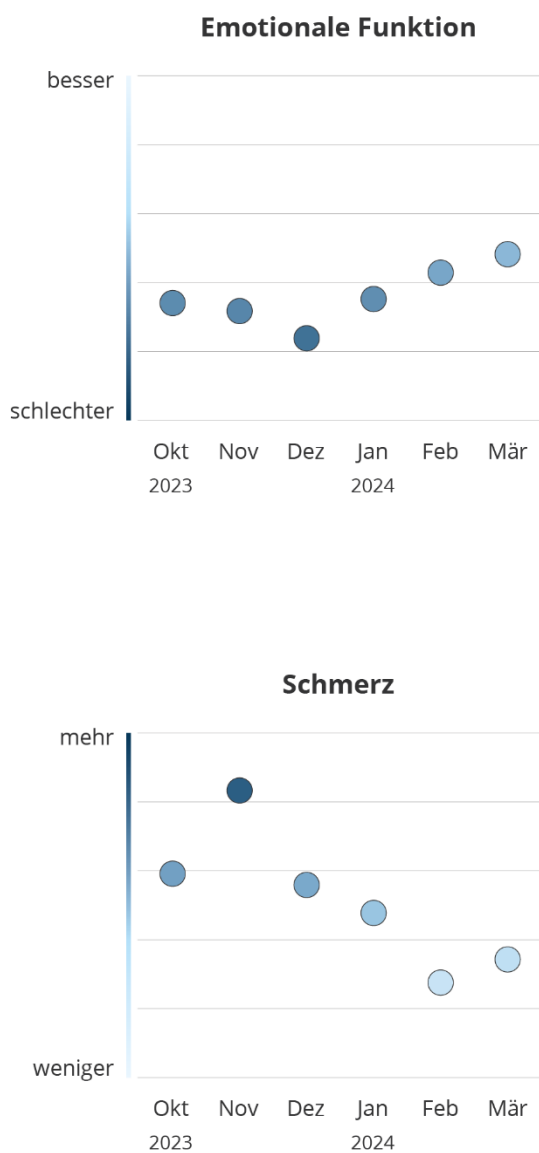 Emotionale Funktion
besser
schlechter
Okt Nov Dez Jan Feb Mär
2023 2024
Schmerz
mehr
weniger
Okt Nov Dez Jan Feb Mär
2023 2024